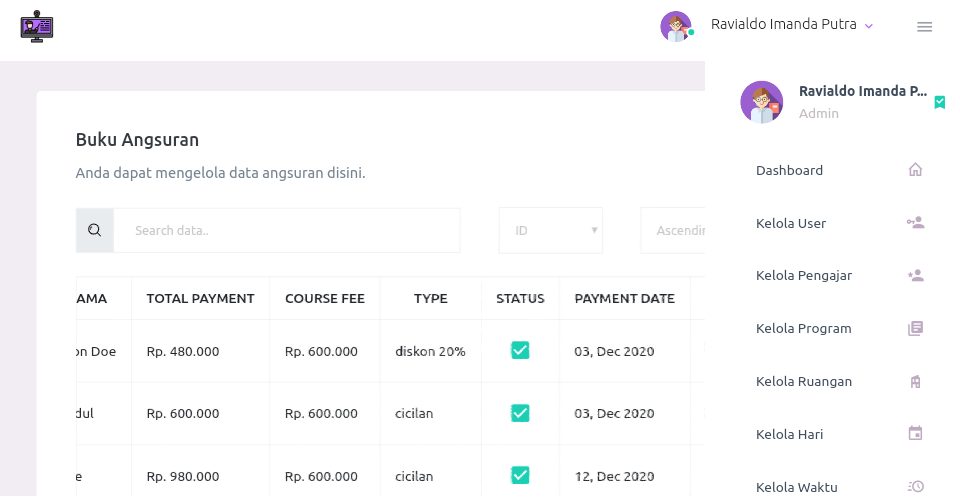 Ravialdo Imanda Putra
Ravialdo Imanda P...
Admin
Dashboard
Kelola User
Kelola Pengajar
Kelola Program
Kelola Ruangan
Kelola Hari
Kelola Waktu
Buku Angsuran
Anda dapat mengelola data angsuran disini.
Search data.. ID Ascendin
AMA TOTAL PAYMENT COURSE FEE TYPE STATUS PAYMENT DATE
on Doe Rp. 480.000 Rp. 600.000 diskon 20% 03, Dec 2020
dul Rp. 600.000 Rp. 600.000 cicilan 03, Dec 2020
e Rp. 980.000 Rp. 600.000 cicilan 12, Dec 2020